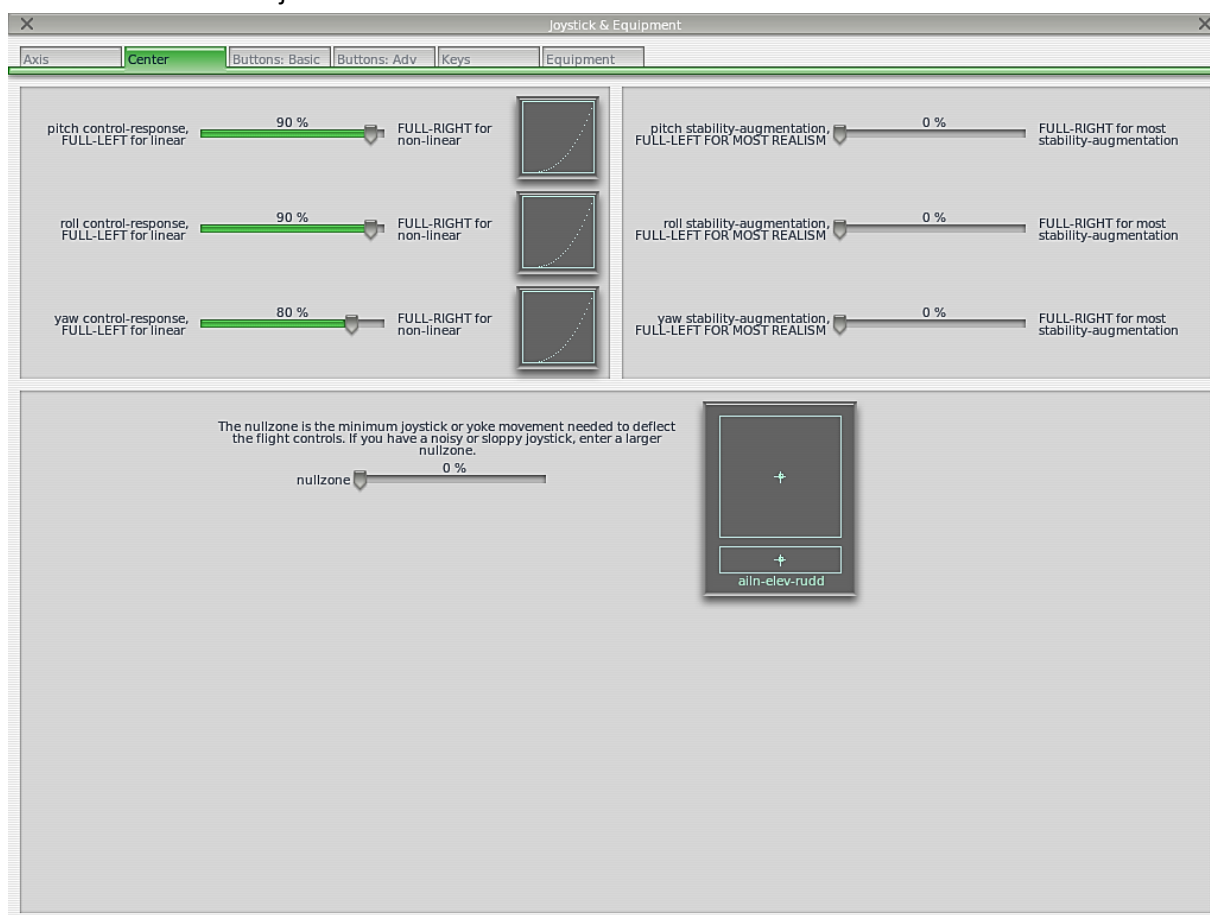 Joystick & Equipment
Axis
Center
Buttons: Basic
Buttons: Adv
Keys
Equipment
pitch control-response,
FULL-LEFT for linear
90 %
FULL-RIGHT for
non-linear
roll control-response,
FULL-LEFT for linear
90 %
FULL-RIGHT for
non-linear
yaw control-response,
FULL-LEFT for linear
80 %
FULL-RIGHT for
non-linear
pitch stability-augmentation,
FULL-LEFT FOR MOST REALISM
0 %
FULL-RIGHT for most
stability-augmentation
roll stability-augmentation,
FULL-LEFT FOR MOST REALISM
0 %
FULL-RIGHT for most
stability-augmentation
yaw stability-augmentation,
FULL-LEFT FOR MOST REALISM
0 %
FULL-RIGHT for most
stability-augmentation
The nullzone is the minimum joystick or yoke movement needed to deflect
the flight controls. If you have a noisy or sloppy joystick, enter a larger
nullzone.
0 %
nullzone
ailn-elev-rudd